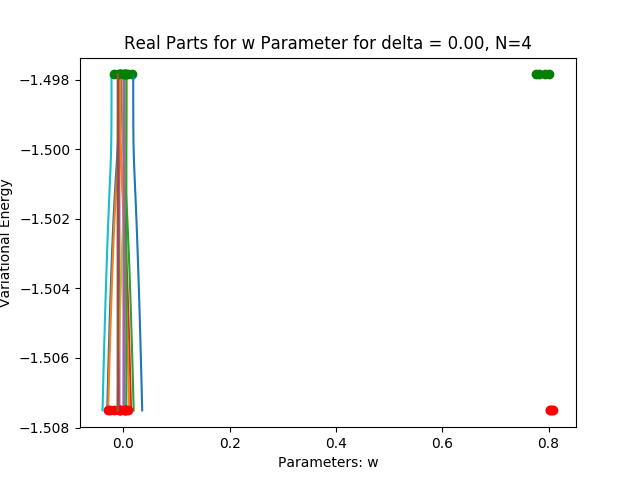 Real Parts for w Parameter for delta = 0.00, N=4
−1.498
−1.500
−1.502
−1.504
−1.506
−1.508
Variational Energy
0.0 0.2 0.4 0.6 0.8
Parameters: w